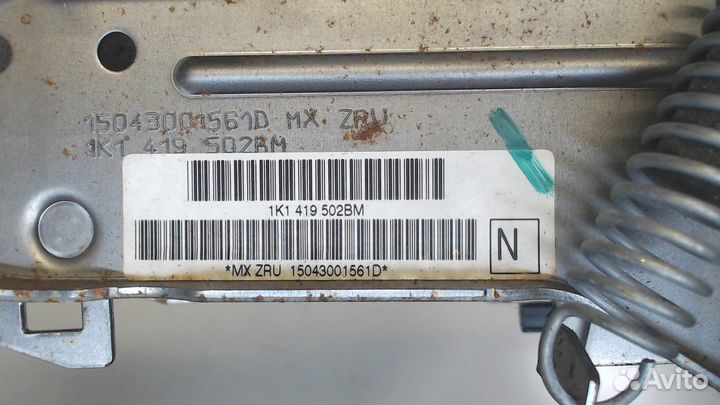 15043001561D MX ZRU
1K1 419 502BM
1K1 419 502BM
N
*MX ZRU 15043001561D*
Avito